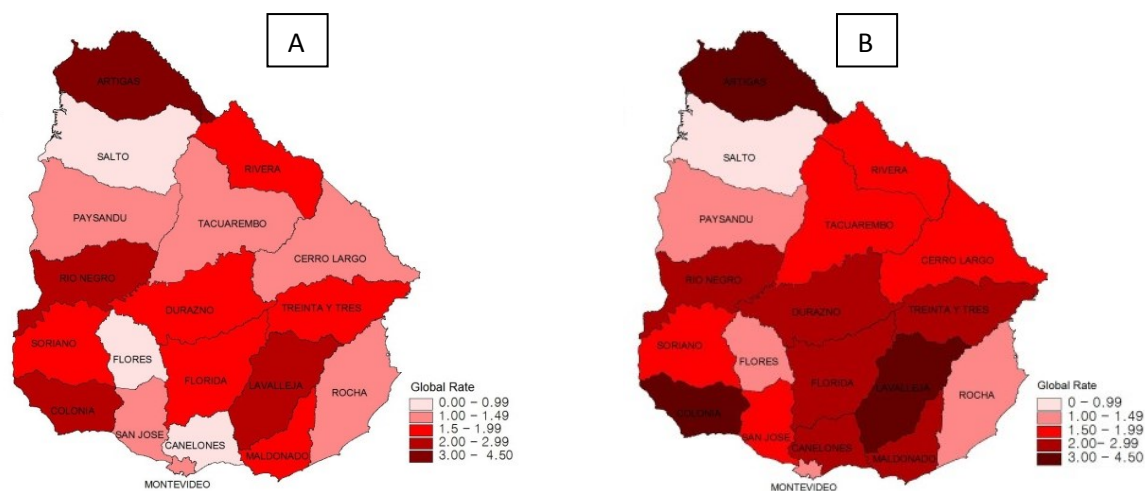 A
ARTIGAS
SALTO
RIVERA
PAYSANDU
TACUAREMBO
CERRO LARGO
RIO NEGRO
DURAZNO
TREINTA Y TRES
SORIANO
FLORES
FLORIDA
LAVALLEJA
ROCHA
COLONIA
SAN JOSE
CANELONES
MALDONADO
MONTEVIDEO
Global Rate
0.00 – 0.99
1.00 – 1.49
1.5 – 1.99
2.00 – 2.99
3.00 – 4.50
B
ARTIGAS
SALTO
RIVERA
PAYSANDU
TACUAREMBO
CERRO LARGO
RIO NEGRO
DURAZNO
TREINTA Y TRES
SORIANO
FLORES
FLORIDA
LAVALLEJA
ROCHA
COLONIA
SAN JOSE
CANELONES
MALDONADO
MONTEVIDEO
Global Rate
0 – 0.99
1.00 – 1.49
1.50 – 1.99
2.00 – 2.99
3.00 – 4.50